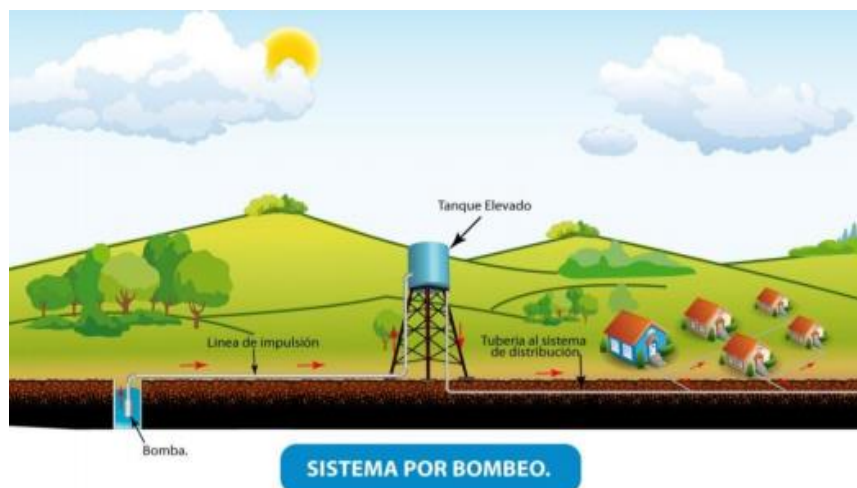 Tanque Elevado
Linea de impulsión
Tuberia al sistema
de distribución
Bomba.
SISTEMA POR BOMBEO.